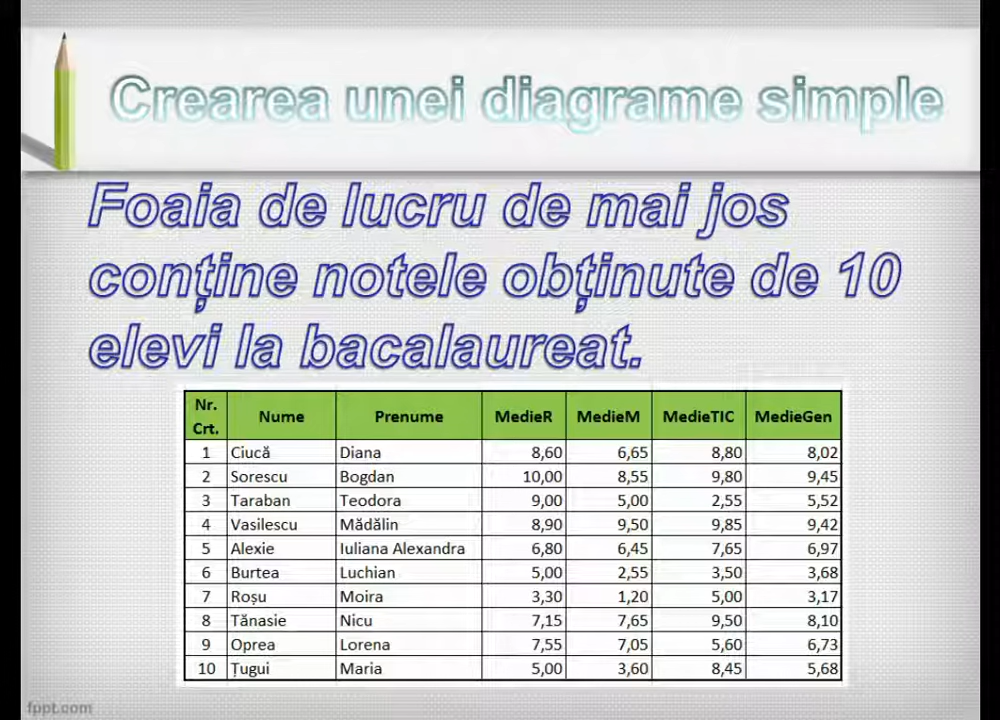 Crearea unei diagrame simple
Foaia de lucru de mai jos
conține notele obținute de 10
elevi la bacalaureat.
Nr. Crt. Nume Prenume MedieR MedieM MedieTIC MedieGen
1 Ciucă Diana 8,60 6,65 8,80 8,02
2 Sorescu Bogdan 10,00 8,55 9,80 9,45
3 Taraban Teodora 9,00 5,00 2,55 5,52
4 Vasilescu Mădălin 8,90 9,50 9,85 9,42
5 Alexie Iuliana Alexandra 6,80 6,45 7,65 6,97
6 Burtea Luchian 5,00 2,55 3,50 3,68
7 Roșu Moira 3,30 1,20 5,00 3,17
8 Tănasie Nicu 7,15 7,65 9,50 8,10
9 Oprea Lorena 7,55 7,05 5,60 6,73
10 Țugui Maria 5,00 3,60 8,45 5,68
fppt.com